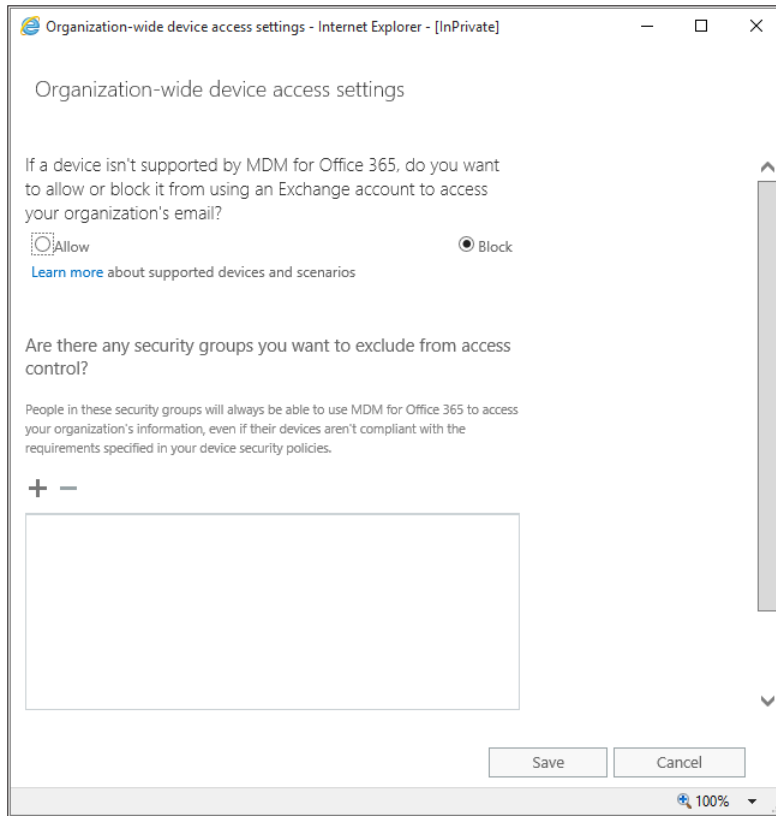 Organization-wide device access settings - Internet Explorer - [InPrivate]
Organization-wide device access settings
If a device isn't supported by MDM for Office 365, do you want
to allow or block it from using an Exchange account to access
your organization's email?
Allow
Block
Learn more about supported devices and scenarios
Are there any security groups you want to exclude from access
control?
People in these security groups will always be able to use MDM for Office 365 to access
your organization's information, even if their devices aren't compliant with the
requirements specified in your device security policies.
Save
Cancel
100%